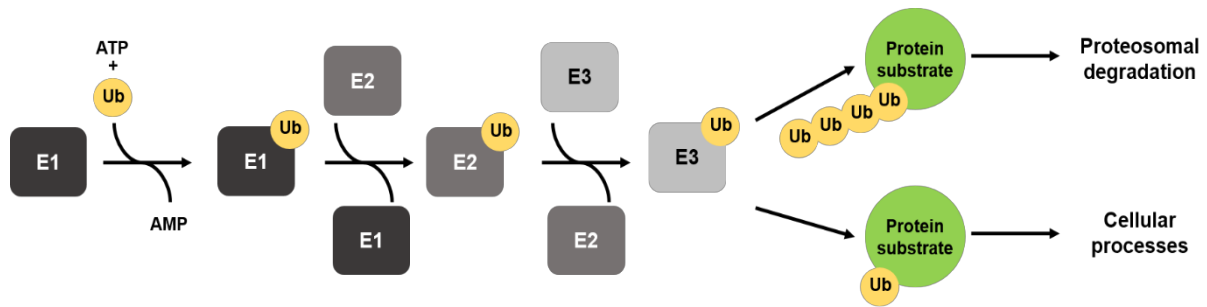 ATP
+
Ub
E1
AMP
E1
Ub
E2
E1
E2
Ub
E3
E2
E3
Ub
Protein
substrate
Ub
Ub
Ub
Ub
Proteosomal
degradation
Protein
substrate
Ub
Cellular
processes